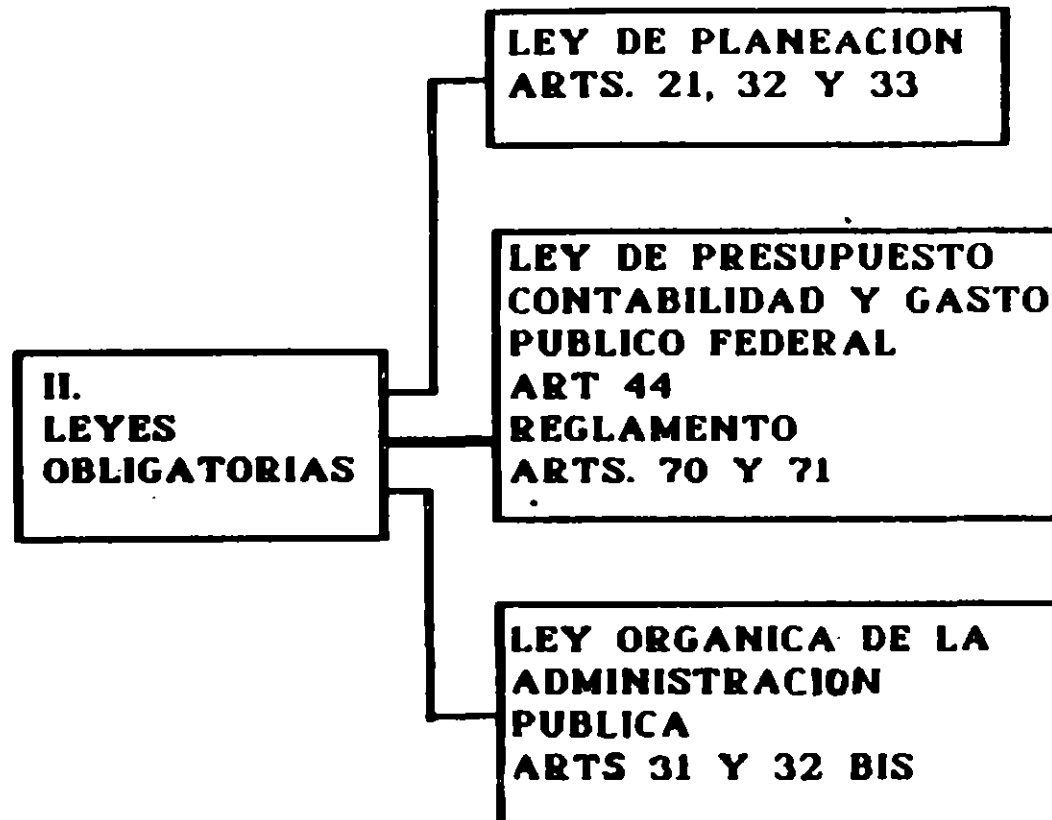 LEY DE PLANEACION
ARTS. 21, 32 Y 33
LEY DE PRESUPUESTO
CONTABILIDAD Y GASTO
PUBLICO FEDERAL
ART 44
REGLAMENTO
ARTS. 70 Y 71
II.
LEYES
OBLIGATORIAS
LEY ORGANICA DE LA
ADMINISTRACION
PUBLICA
ARTS 31 Y 32 BIS